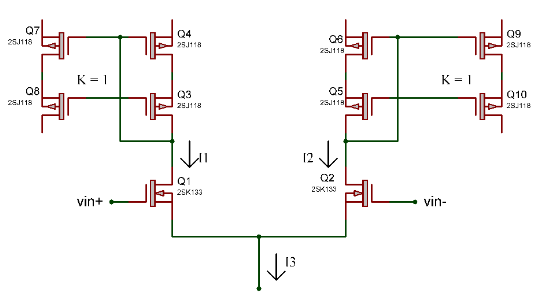 Q7
2SJ118
Q4
2SJ118
Q6
2SJ118
Q9
2SJ118
K = 1
K = 1
Q8
2SJ118
Q3
2SJ118
Q5
2SJ118
Q10
2SJ118
I1
I2
Q1
2SK133
Q2
2SK133
vin+
vin-
I3